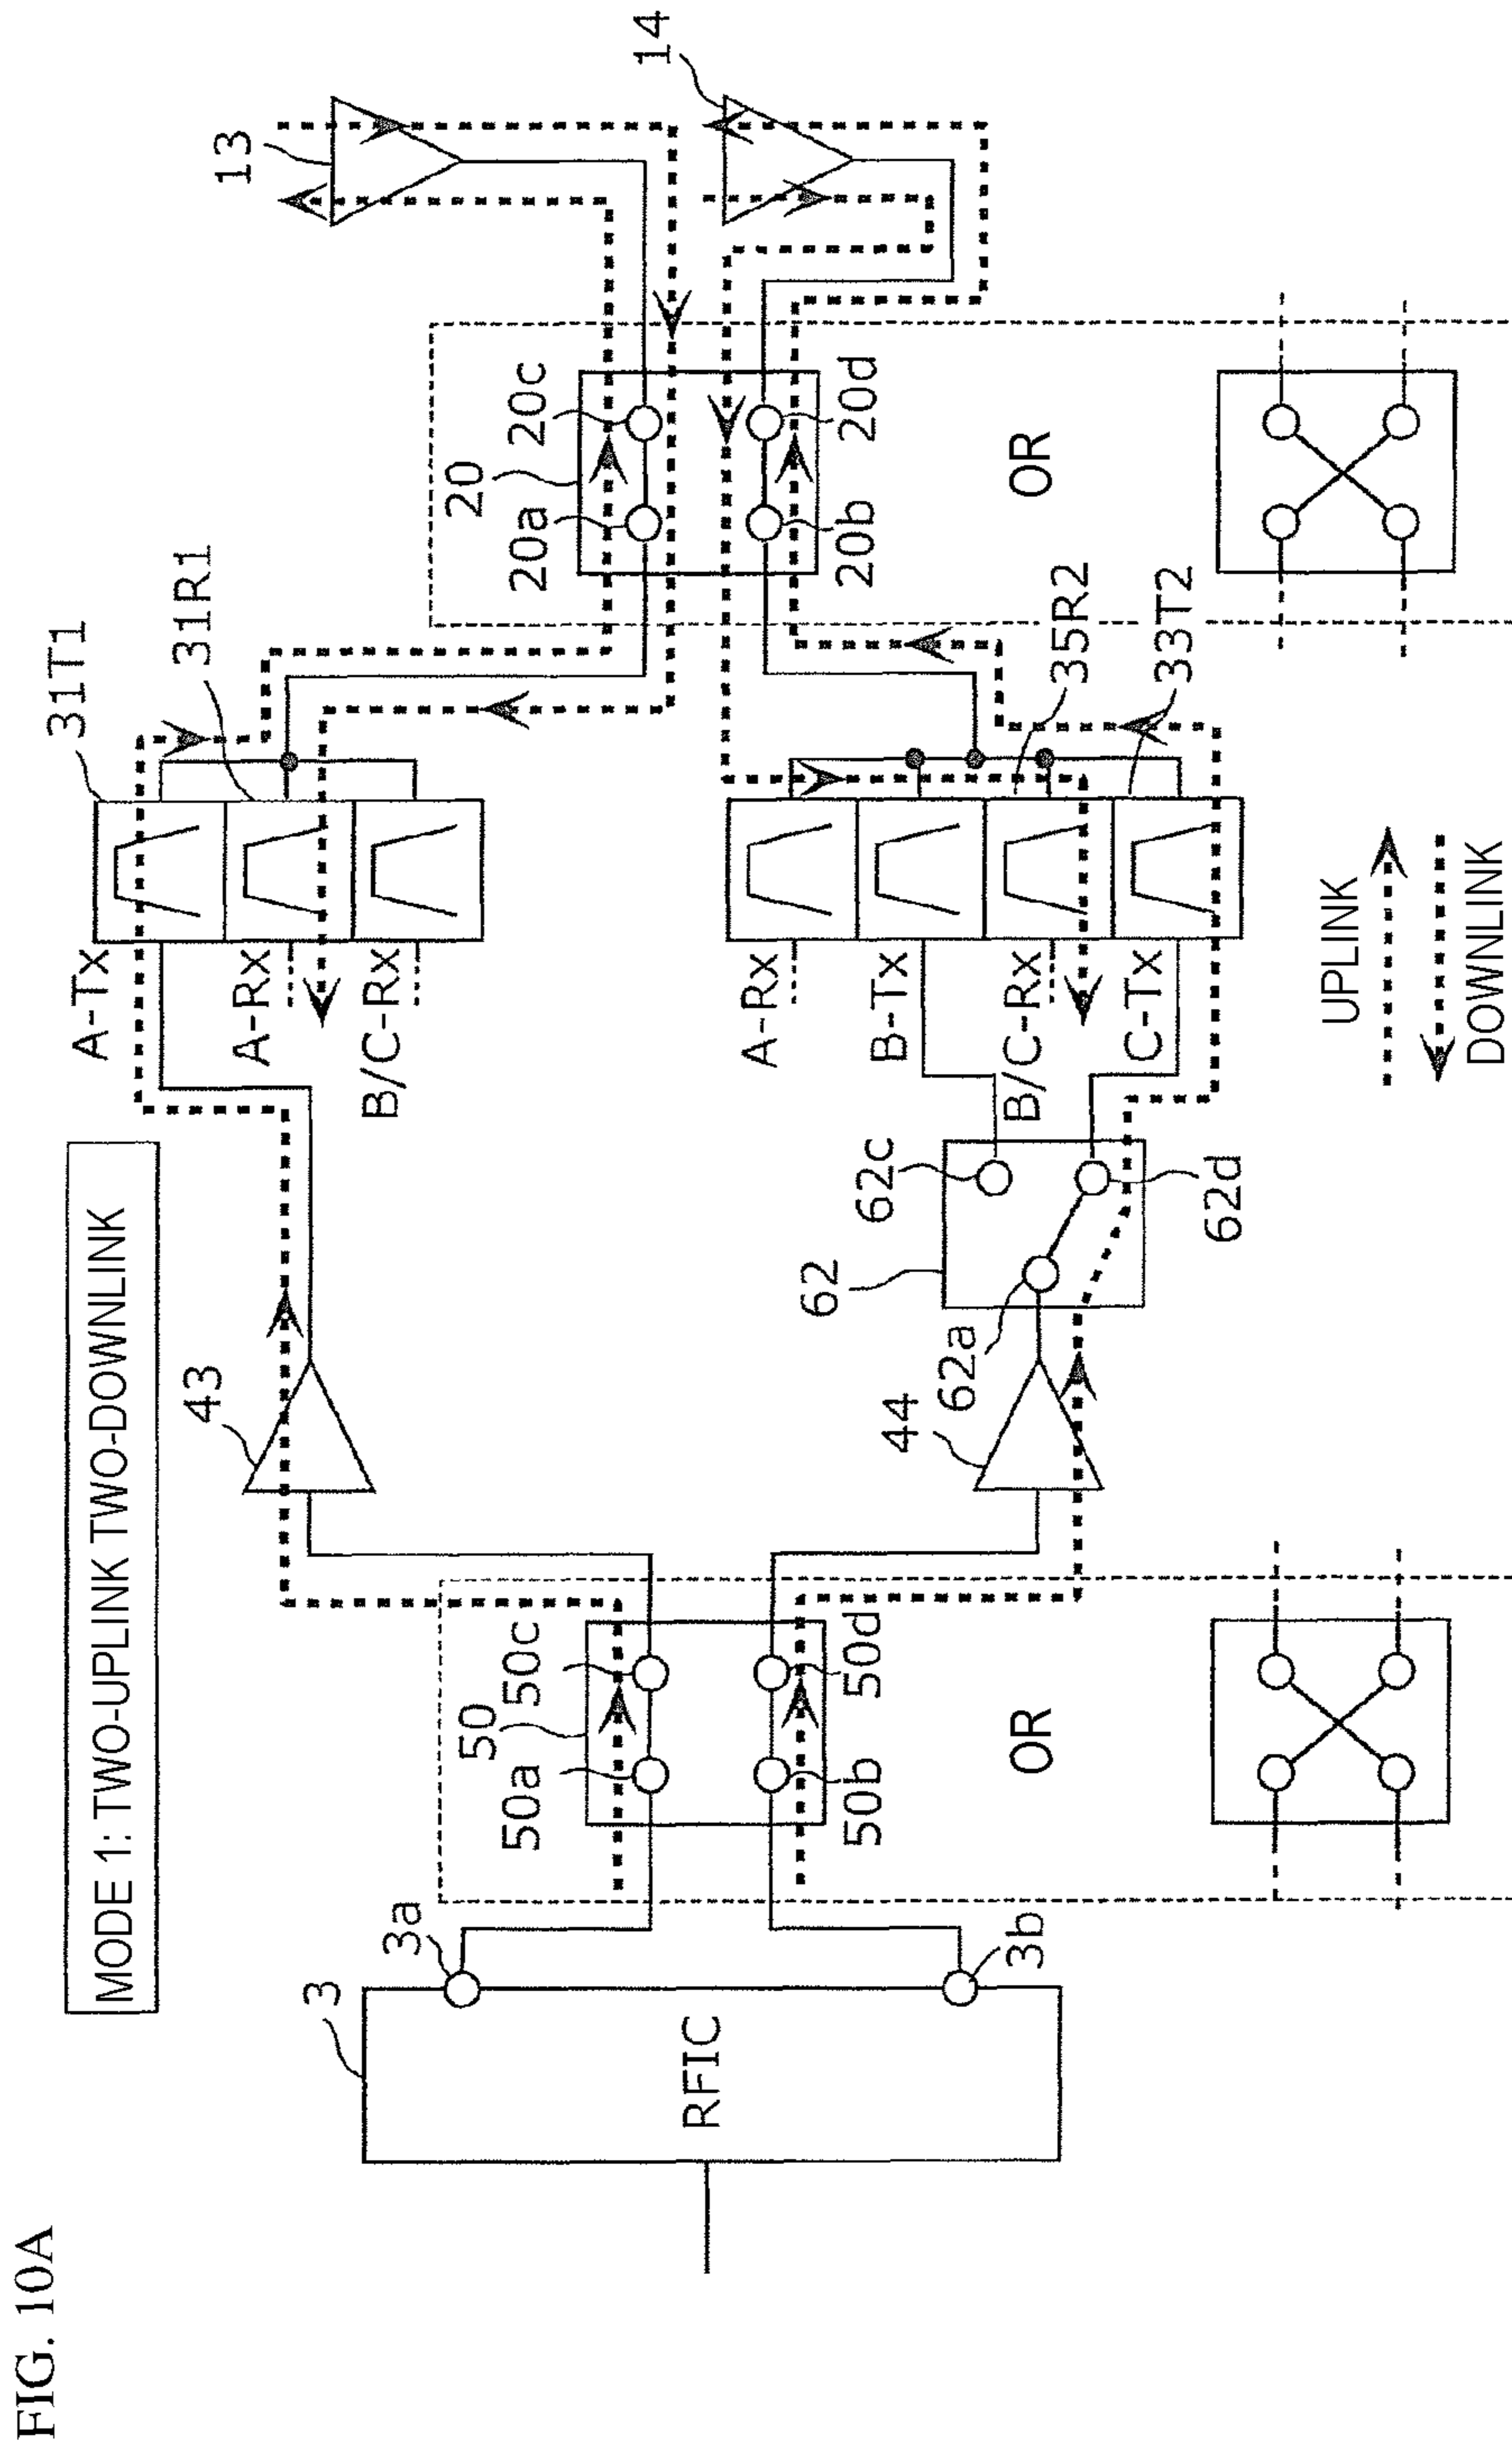 FIG. 10A
MODE 1: TWO-UPLINK TWO-DOWNLINK
3
RFIC
3a
3b
50
50a
50c
50b
50d
OR
43
44
62
62a
62c
62d
A-Tx
A-Rx
B/C-Rx
31T1
31R1
A-Rx
B-Tx
B/C-Rx
C-Tx
35R2
33T2
20
20a
20c
20b
20d
OR
13
14
UPLINK
DOWNLINK